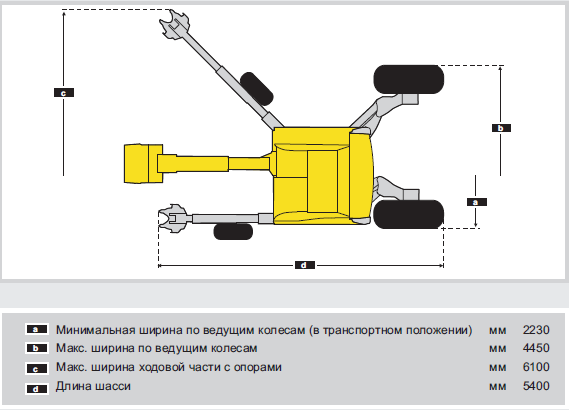 c
b
a
d
a Минимальная ширина по ведущим колесам (в транспортном положении) мм 2230
b Макс. ширина по ведущим колесам мм 4450
c Макс. ширина ходовой части с опорами мм 6100
d Длина шасси мм 5400